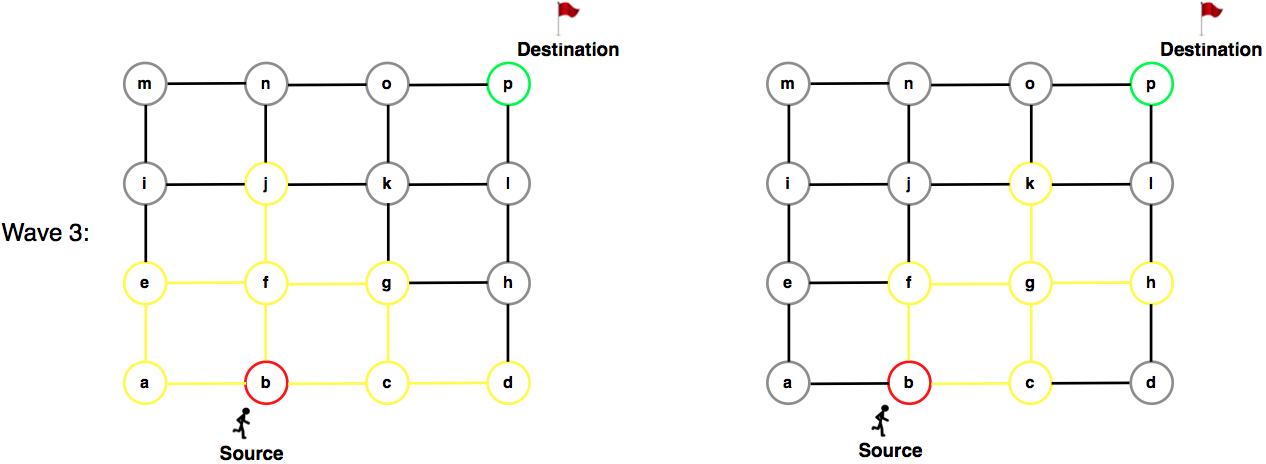 Destination Destination
m n o p m n o p
i j k l i j k l
Wave 3:
e f g h e f g h
a b c d a b c d
Source Source